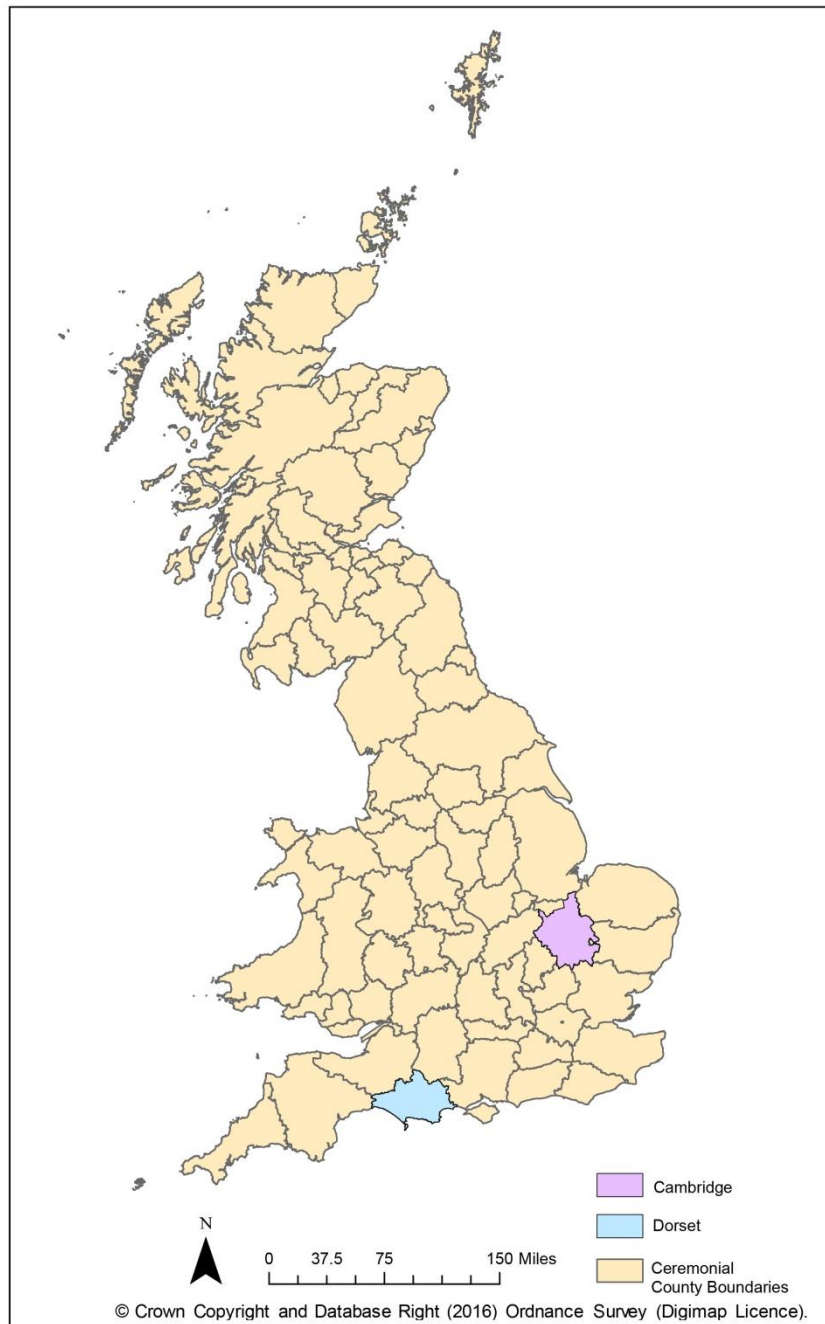 Cambridge
Dorset
Ceremonial
County Boundaries
N
0 37.5 75 150 Miles
© Crown Copyright and Database Right (2016) Ordnance Survey (Digimap Licence).